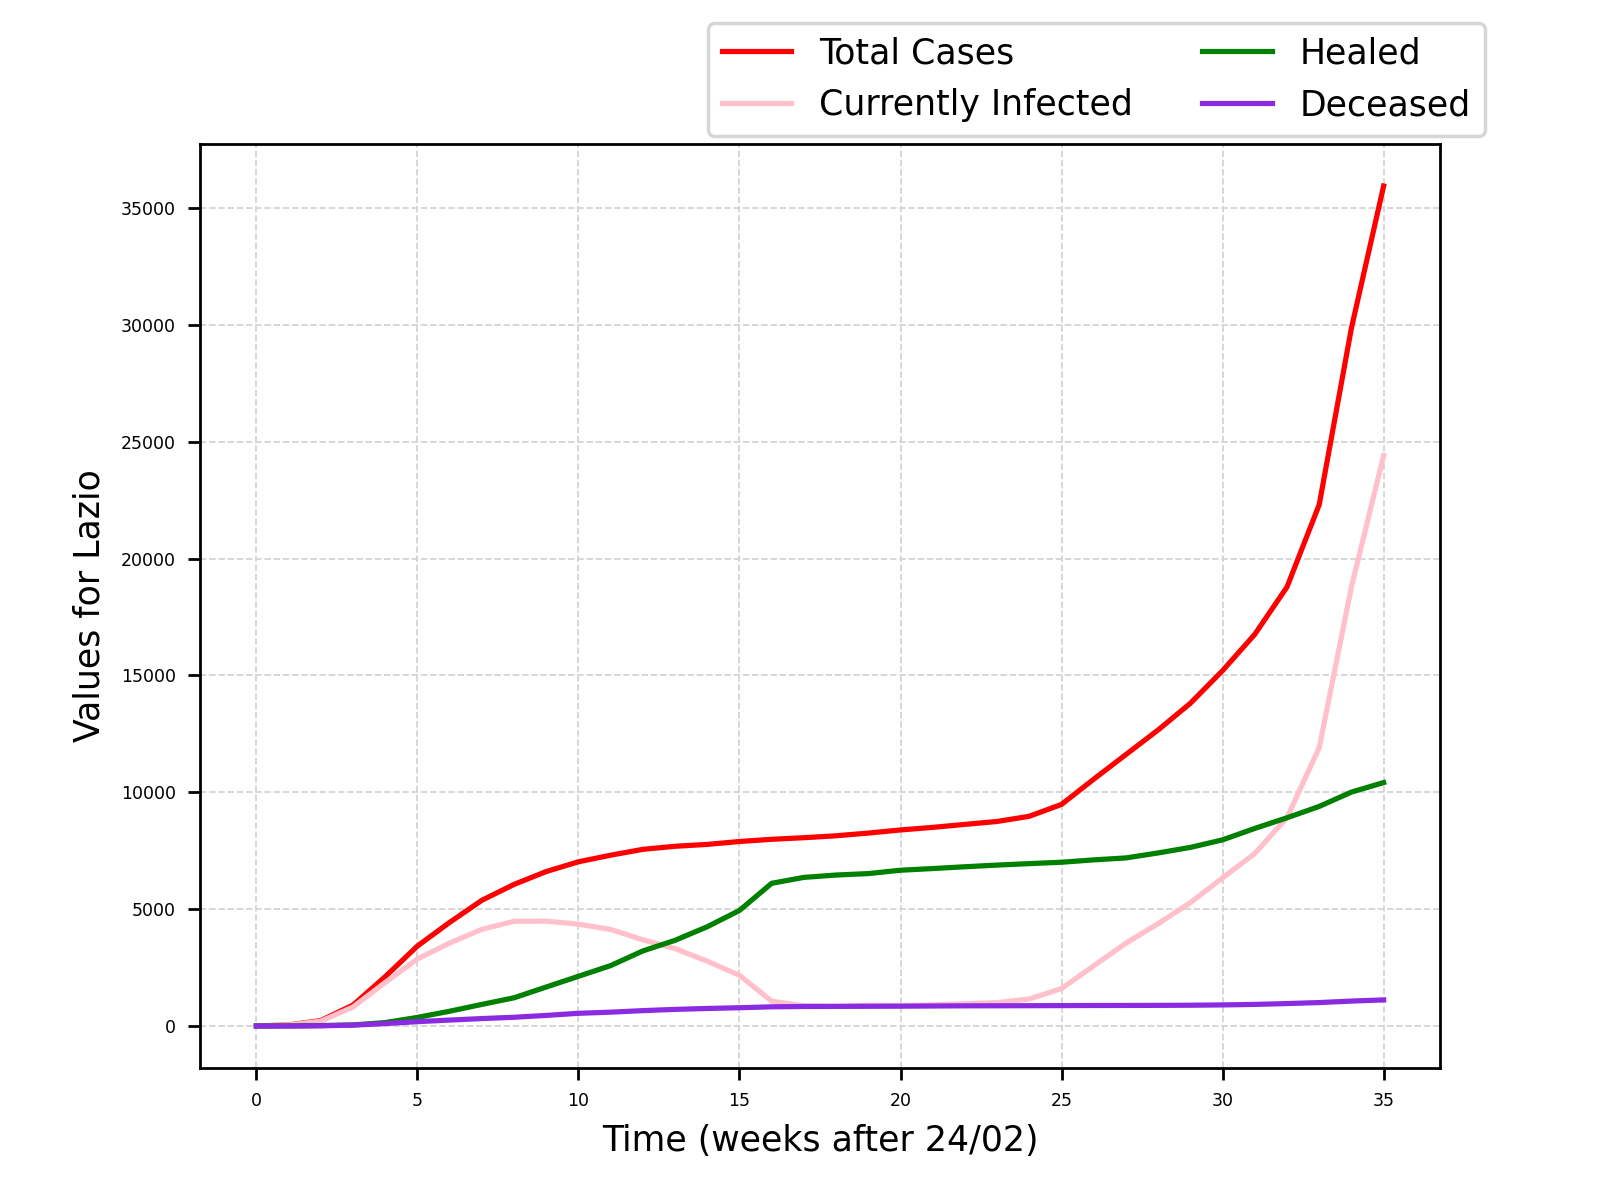 Total Cases
Currently Infected
Healed
Deceased
35000
30000
25000
20000
15000
10000
5000
0
Values for Lazio
0 5 10 15 20 25 30 35
Time (weeks after 24/02)